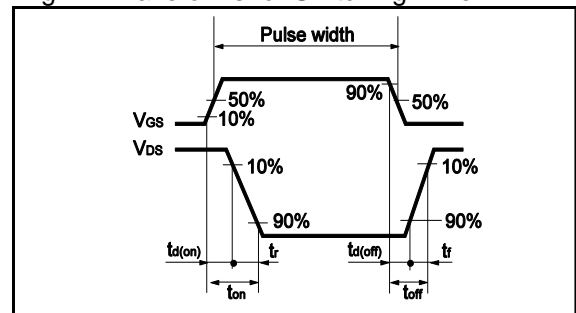 Pulse width
90%
50%
50%
10%
VGS
VDS
10%
10%
90%
90%
td(on)
tr
td(off)
tf
ton
toff